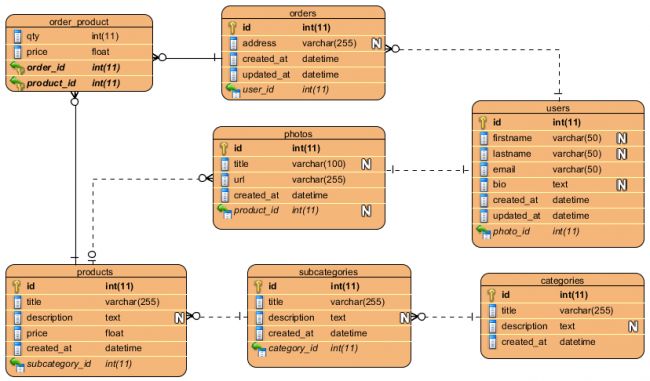 order_product
qty int(11)
price float
order_id int(11)
product_id int(11)
orders
id int(11)
address varchar(255) N
created_at datetime
updated_at datetime
user_id int(11)
users
id int(11)
firstname varchar(50) N
lastname varchar(50) N
email varchar(50)
bio text N
created_at datetime
updated_at datetime
photo_id int(11)
photos
id int(11)
title varchar(100) N
url varchar(255)
created_at datetime
product_id int(11) N
products
id int(11)
title varchar(255)
description text N
price float
created_at datetime
subcategory_id int(11)
subcategories
id int(11)
title varchar(255)
description text N
created_at datetime
category_id int(11)
categories
id int(11)
title varchar(255)
description text N
created_at datetime